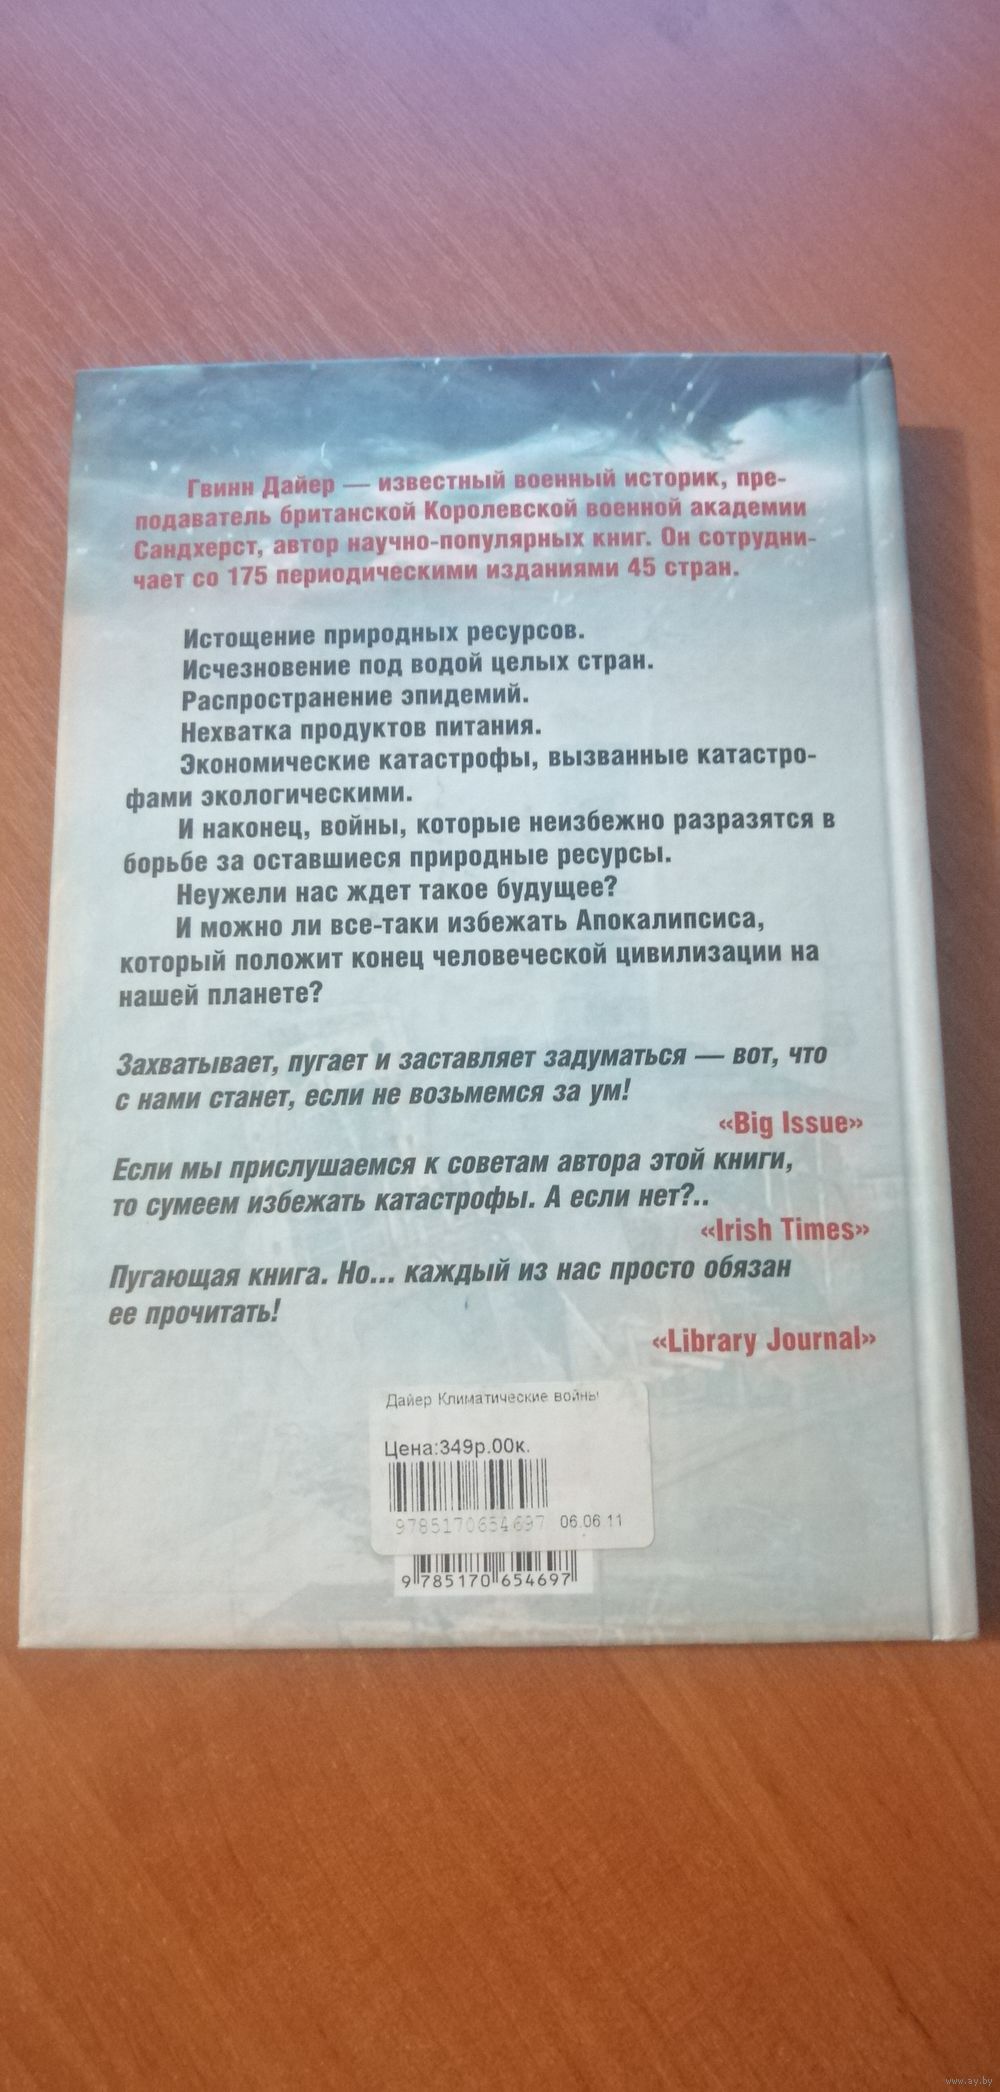 Гвинн Дайер — известный военный историк, пре-
подаватель британской Королевской военной академии
Сандхерст, автор научно-популярных книг. Он сотрудни-
чает со 175 периодическими изданиями 45 стран.
Истощение природных ресурсов.
Исчезновение под водой целых стран.
Распространение эпидемий.
Нехватка продуктов питания.
Экономические катастрофы, вызванные катастро-
фами экологическими.
И наконец, войны, которые неизбежно разразятся в
борьбе за оставшиеся природные ресурсы.
Неужели нас ждет такое будущее?
И можно ли все-таки избежать Апокалипсиса,
который положит конец человеческой цивилизации на
нашей планете?
Захватывает, пугает и заставляет задуматься — вот, что
с нами станет, если не возьмемся за ум!
«Big Issue»
Если мы прислушаемся к советам автора этой книги,
то сумеем избежать катастрофы. А если нет?..
«Irish Times»
Пугающая книга. Но... каждый из нас просто обязан
ее прочитать!
«Library Journal»
Дайер Климатические войны
Цена:349р.00к.
9785170654697 06.06.11
9 785170 654697
www.ay.by